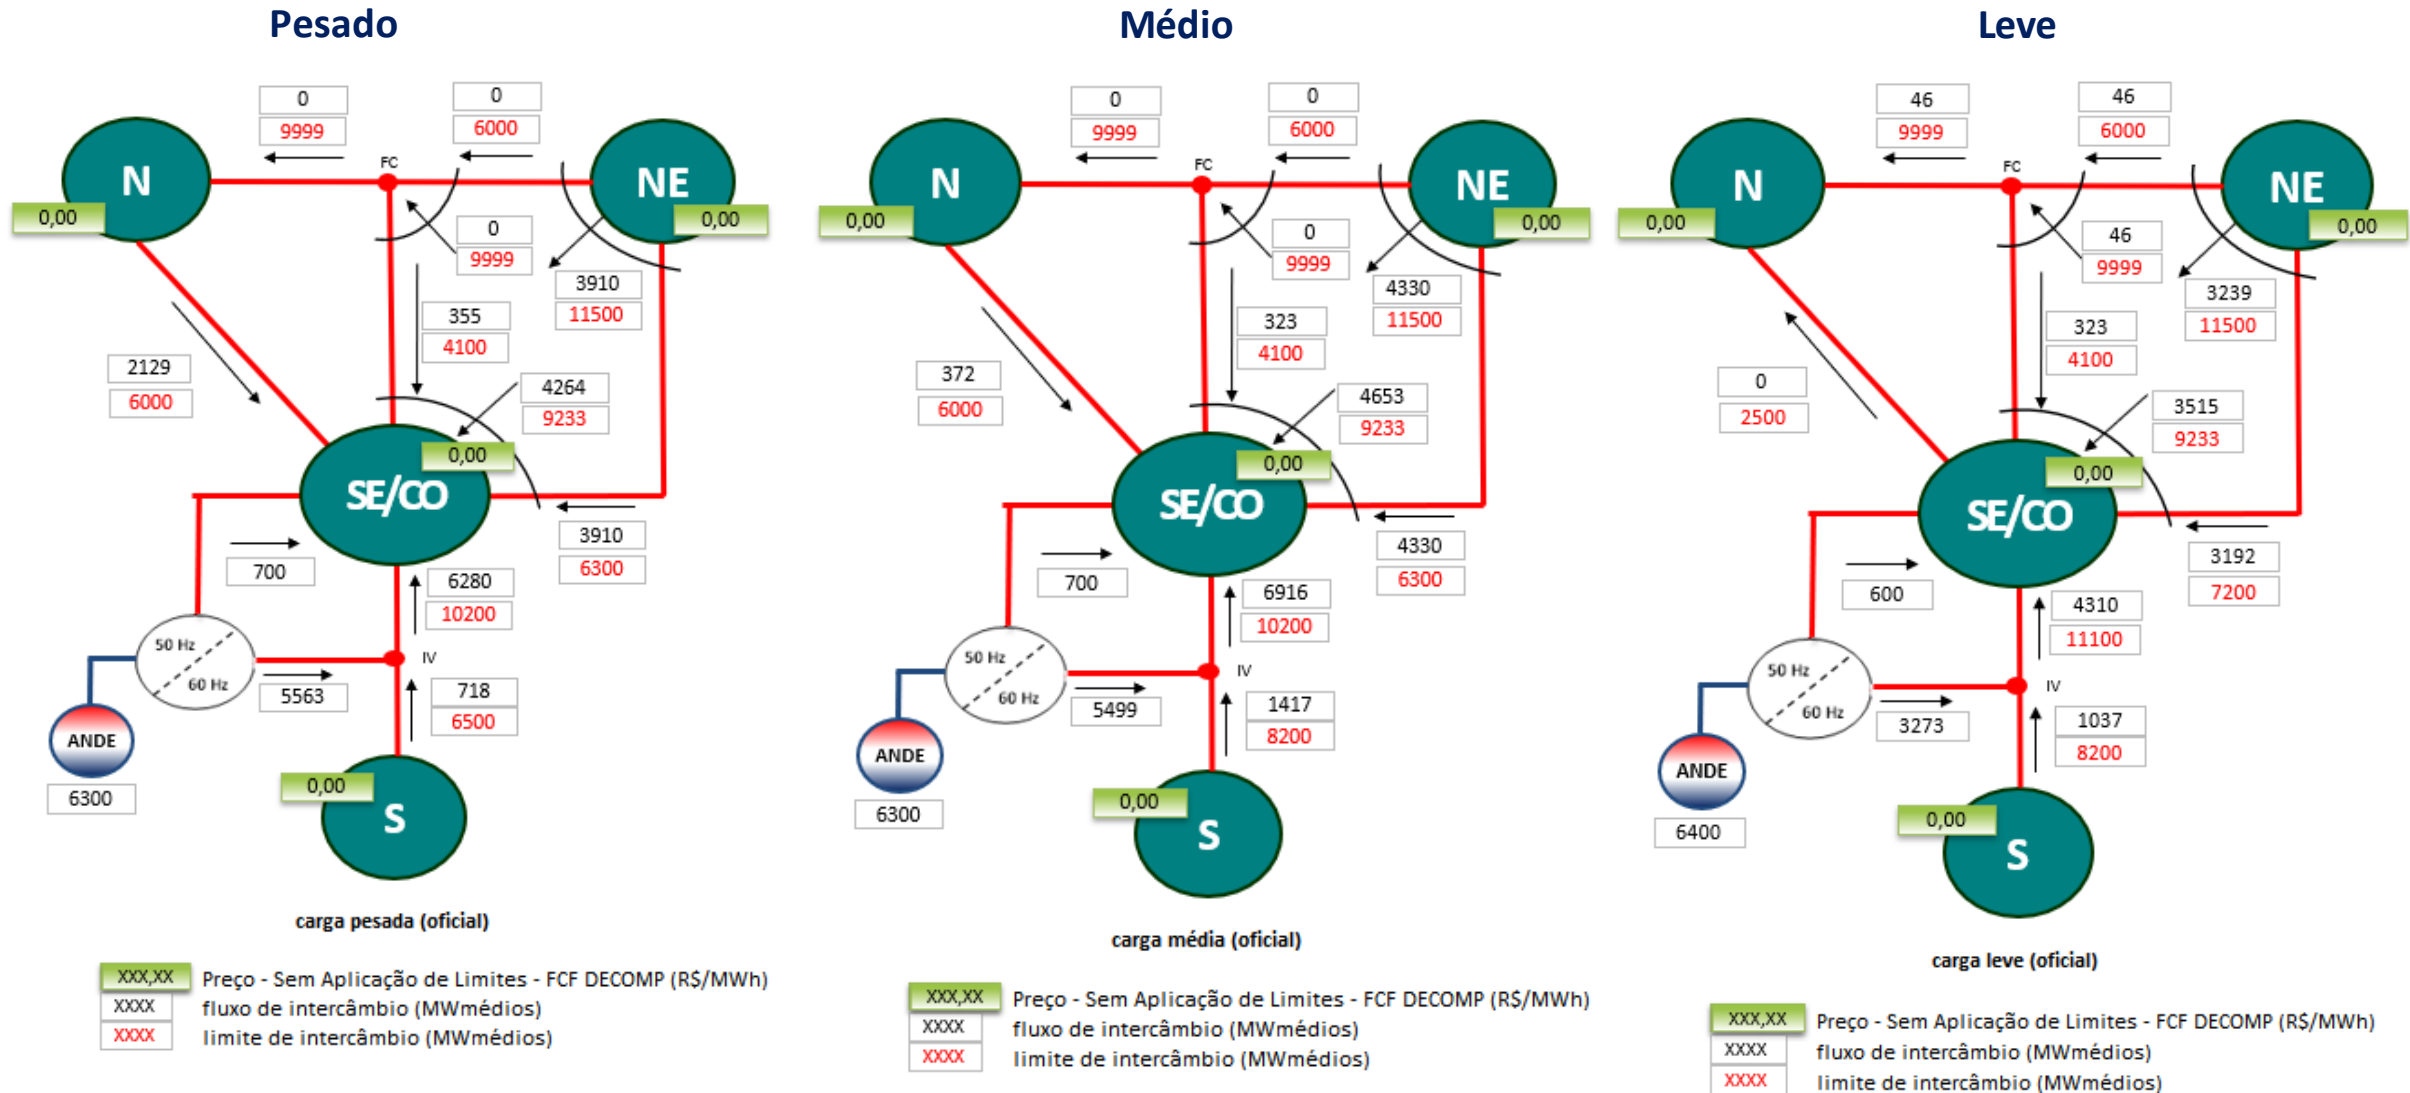 Pesado
0
9999
0
6000
FC
N
0,00
NE
0,00
0
9999
3910
11500
355
4100
2129
6000
4264
9233
0,00
SE/CO
3910
6300
700
6280
10200
50 Hz
60 Hz
IV
5563
718
6500
ANDE
6300
0,00
S
carga pesada (oficial)
XXX,XX Preço - Sem Aplicação de Limites - FCF DECOMP (R$/MWh)
XXXX fluxo de intercâmbio (MWmédios)
XXXX limite de intercâmbio (MWmédios)
Médio
0
9999
0
6000
FC
N
0,00
NE
0,00
0
9999
4330
11500
323
4100
372
6000
4653
9233
0,00
SE/CO
4330
6300
700
6916
10200
50 Hz
60 Hz
IV
5499
1417
8200
ANDE
6300
0,00
S
carga média (oficial)
XXX,XX Preço - Sem Aplicação de Limites - FCF DECOMP (R$/MWh)
XXXX fluxo de intercâmbio (MWmédios)
XXXX limite de intercâmbio (MWmédios)
Leve
46
9999
46
6000
FC
N
0,00
NE
0,00
46
9999
3239
11500
323
4100
0
2500
3515
9233
0,00
SE/CO
3192
7200
600
4310
11100
50 Hz
60 Hz
IV
3273
1037
8200
ANDE
6400
0,00
S
carga leve (oficial)
XXX,XX Preço - Sem Aplicação de Limites - FCF DECOMP (R$/MWh)
XXXX fluxo de intercâmbio (MWmédios)
XXXX limite de intercâmbio (MWmédios)